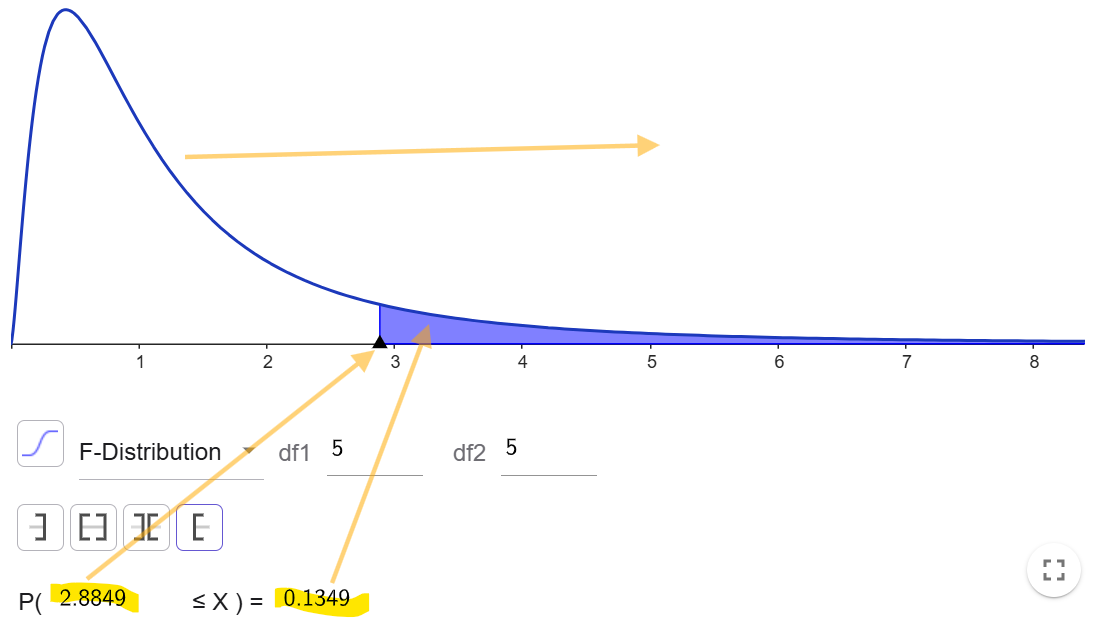 1 2 3 4 5 6 7 8
F-Distribution df1 5 df2 5
P( 2.8849 ≤ X ) = 0.1349